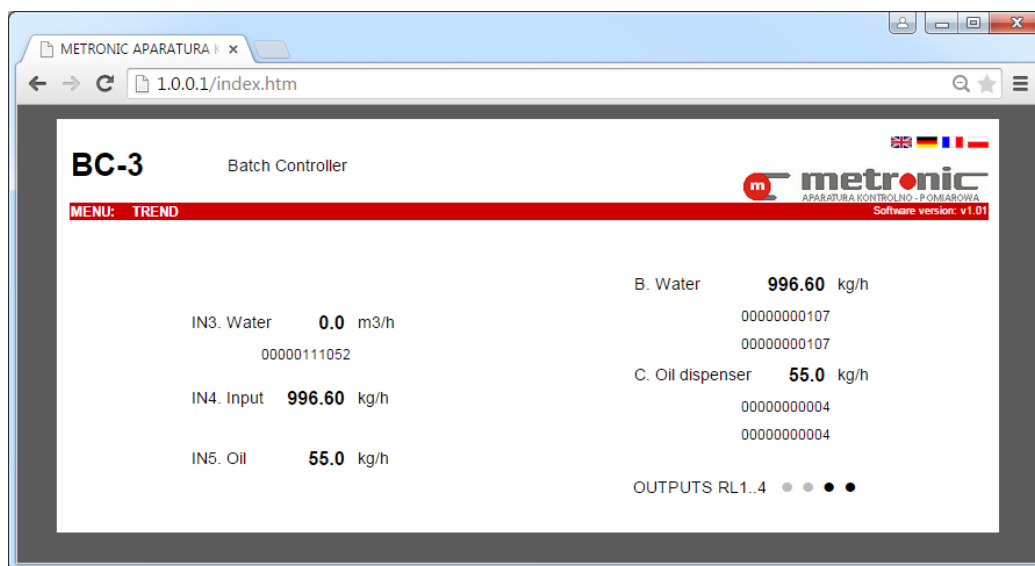 METRONIC APARATURA K
1.0.0.1/index.htm
BC-3
Batch Controller
m metronic
APARATURA KONTROLNO - POMIAROWA
MENU: TREND
Software version: v1.01
IN3. Water 0.0 m3/h
00000111052
IN4. Input 996.60 kg/h
IN5. Oil 55.0 kg/h
B. Water 996.60 kg/h
00000000107
00000000107
C. Oil dispenser 55.0 kg/h
00000000004
00000000004
OUTPUTS RL1..4